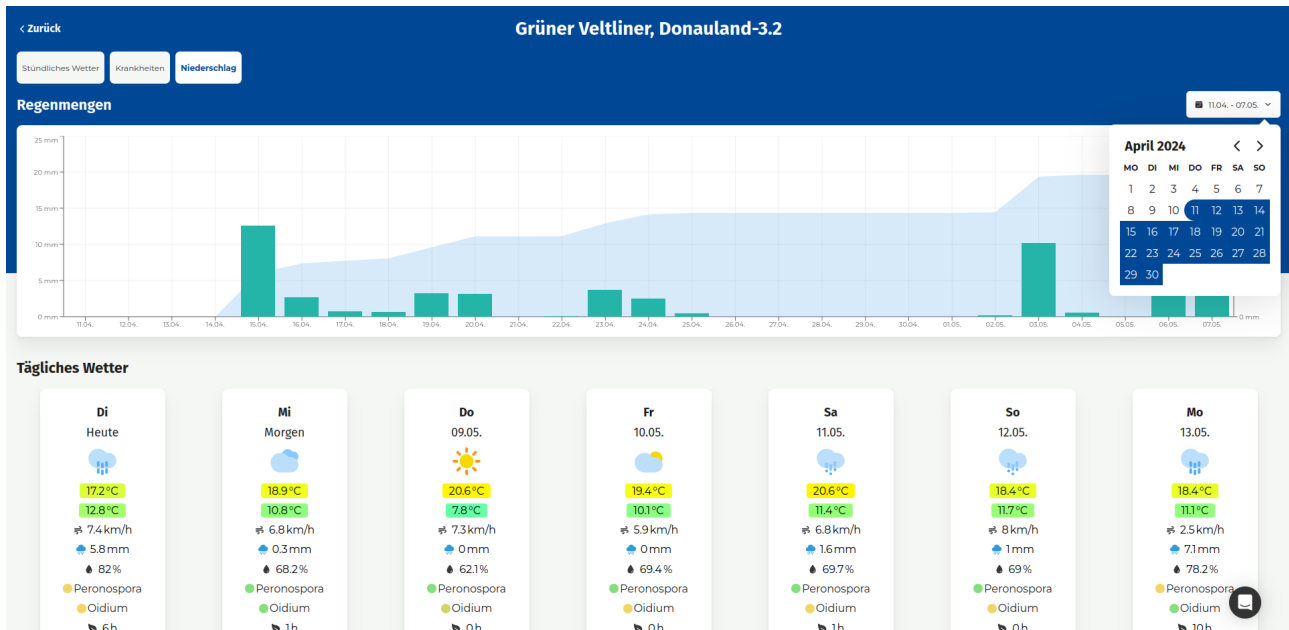 < Zurück
Grüner Veltliner, Donauland-3.2
Stündliches Wetter Krankheiten Niederschlag
Regenmengen
11.04. - 07.05.
25 mm
20 mm
15 mm
10 mm
5 mm
0 mm
0 mm
11.04. 12.04. 13.04. 14.04. 15.04. 16.04. 17.04. 18.04. 19.04. 20.04. 21.04. 22.04. 23.04. 24.04. 25.04. 26.04. 27.04. 28.04. 29.04. 30.04. 01.05. 02.05. 03.05. 04.05. 05.05. 06.05. 07.05.
April 2024
MO DI MI DO FR SA SO
1 2 3 4 5 6 7
8 9 10 11 12 13 14
15 16 17 18 19 20 21
22 23 24 25 26 27 28
29 30
Tägliches Wetter
Di
Heute
17.2°C
12.8°C
7.4km/h
5.8mm
82%
Peronospora
Oidium
6h
Mi
Morgen
18.9°C
10.8°C
6.8km/h
0.3mm
68.2%
Peronospora
Oidium
1h
Do
09.05.
20.6°C
7.8°C
7.3km/h
0mm
62.1%
Peronospora
Oidium
0h
Fr
10.05.
19.4°C
10.1°C
5.9km/h
0mm
69.4%
Peronospora
Oidium
0h
Sa
11.05.
20.6°C
11.4°C
6.8km/h
1.6mm
69.7%
Peronospora
Oidium
1h
So
12.05.
18.4°C
11.7°C
8km/h
1mm
69%
Peronospora
Oidium
0h
Mo
13.05.
18.4°C
11.1°C
2.5km/h
7.1mm
78.2%
Peronospora
Oidium
10h